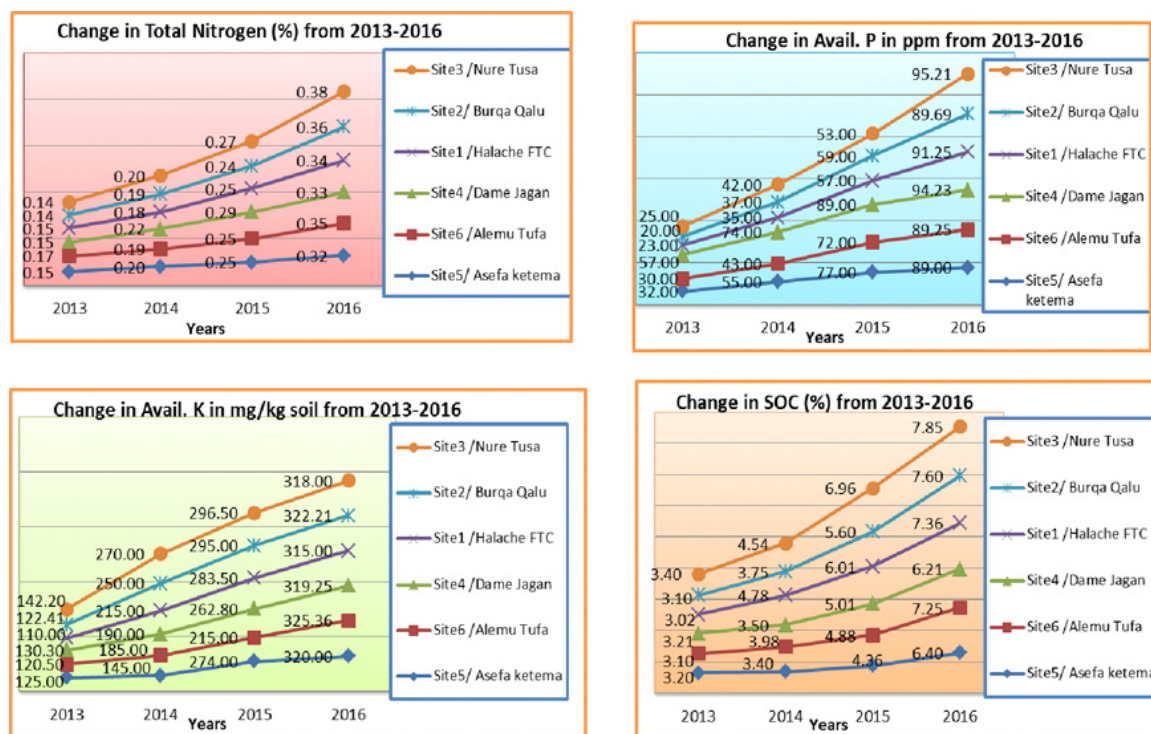 Change in Total Nitrogen (%) from 2013-2016
0.38
0.36
0.34
0.33
0.35
0.32
0.27
0.24
0.25
0.29
0.25
0.25
0.20
0.19
0.18
0.22
0.19
0.20
0.14
0.14
0.15
0.15
0.17
0.15
2013 2014 2015 2016
Years
Site3 /Nure Tusa
Site2/ Burqa Qalu
Site1 /Halache FTC
Site4 /Dame Jagan
Site6 /Alemu Tufa
Site5/ Asefa ketema
Change in Avail. P in ppm from 2013-2016
95.21
89.69
91.25
94.23
89.25
89.00
53.00
59.00
57.00
89.00
72.00
77.00
42.00
37.00
35.00
74.00
43.00
55.00
25.00
20.00
23.00
57.00
30.00
32.00
2013 2014 2015 2016
Years
Site3 /Nure Tusa
Site2/ Burqa Qalu
Site1 /Halache FTC
Site4 /Dame Jagan
Site6 /Alemu Tufa
Site5/ Asefa
ketema
Change in Avail. K in mg/kg soil from 2013-2016
318.00
322.21
315.00
319.25
325.36
320.00
296.50
295.00
283.50
262.80
215.00
274.00
270.00
250.00
215.00
190.00
185.00
145.00
142.20
122.41
110.00
130.30
120.50
125.00
2013 2014 2015 2016
Years
Site3 /Nure Tusa
Site2/ Burqa Qalu
Site1 /Halache FTC
Site4 /Dame Jagan
Site6 /Alemu Tufa
Site5/ Asefa ketema
Change in SOC (%) from 2013-2016
7.85
7.60
7.36
6.21
7.25
6.40
6.96
5.60
6.01
5.01
4.88
4.36
4.54
3.75
4.78
3.50
3.98
3.40
3.40
3.10
3.02
3.21
3.10
3.20
2013 2014 2015 2016
Years
Site3 /Nure Tusa
Site2/ Burqa Qalu
Site1 /Halache FTC
Site4 /Dame Jagan
Site6 /Alemu Tufa
Site5/ Asefa ketema